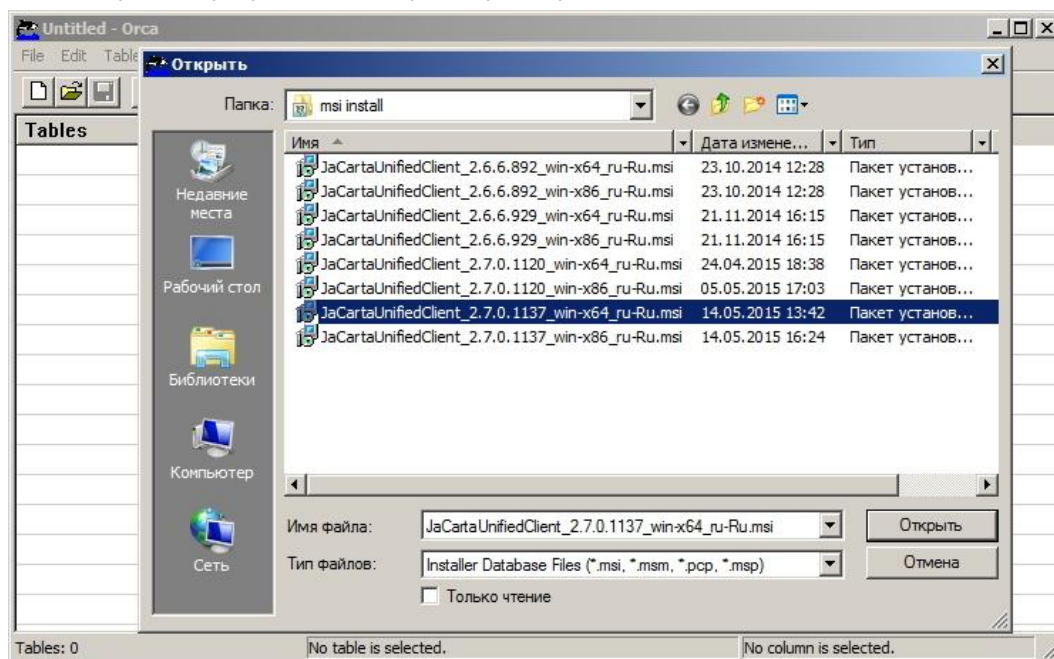 Untitled - Orca
File Edit Table
Открыть
Папка: msi install
Tables
Имя Дата измене... Тип
JaCartaUnifiedClient_2.6.6.892_win-x64_ru-Ru.msi 23.10.2014 12:28 Пакет установ...
JaCartaUnifiedClient_2.6.6.892_win-x86_ru-Ru.msi 23.10.2014 12:28 Пакет установ...
JaCartaUnifiedClient_2.6.6.929_win-x64_ru-Ru.msi 21.11.2014 16:15 Пакет установ...
JaCartaUnifiedClient_2.6.6.929_win-x86_ru-Ru.msi 21.11.2014 16:15 Пакет установ...
JaCartaUnifiedClient_2.7.0.1120_win-x64_ru-Ru.msi 24.04.2015 18:38 Пакет установ...
JaCartaUnifiedClient_2.7.0.1120_win-x86_ru-Ru.msi 05.05.2015 17:03 Пакет установ...
JaCartaUnifiedClient_2.7.0.1137_win-x64_ru-Ru.msi 14.05.2015 13:42 Пакет установ...
JaCartaUnifiedClient_2.7.0.1137_win-x86_ru-Ru.msi 14.05.2015 16:24 Пакет установ...
Недавние
места
Рабочий стол
Библиотеки
Компьютер
Сеть
Имя файла: JaCartaUnifiedClient_2.7.0.1137_win-x64_ru-Ru.msi Открыть
Тип файлов: Installer Database Files (*.msi, *.msm, *.pcp, *.msp) Отмена
Только чтение
Tables: 0 No table is selected. No column is selected.